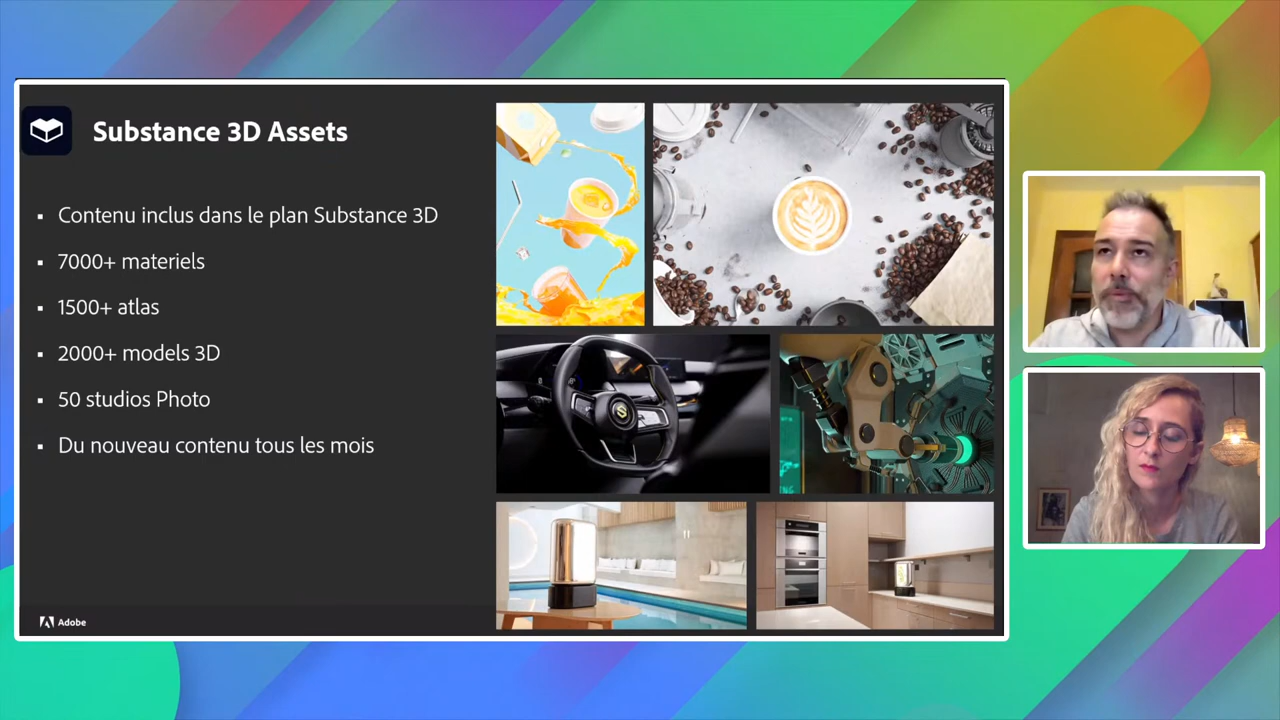 Substance 3D Assets
Contenu inclus dans le plan Substance 3D
7000+ materiels
1500+ atlas
2000+ models 3D
50 studios Photo
Du nouveau contenu tous les mois
Adobe